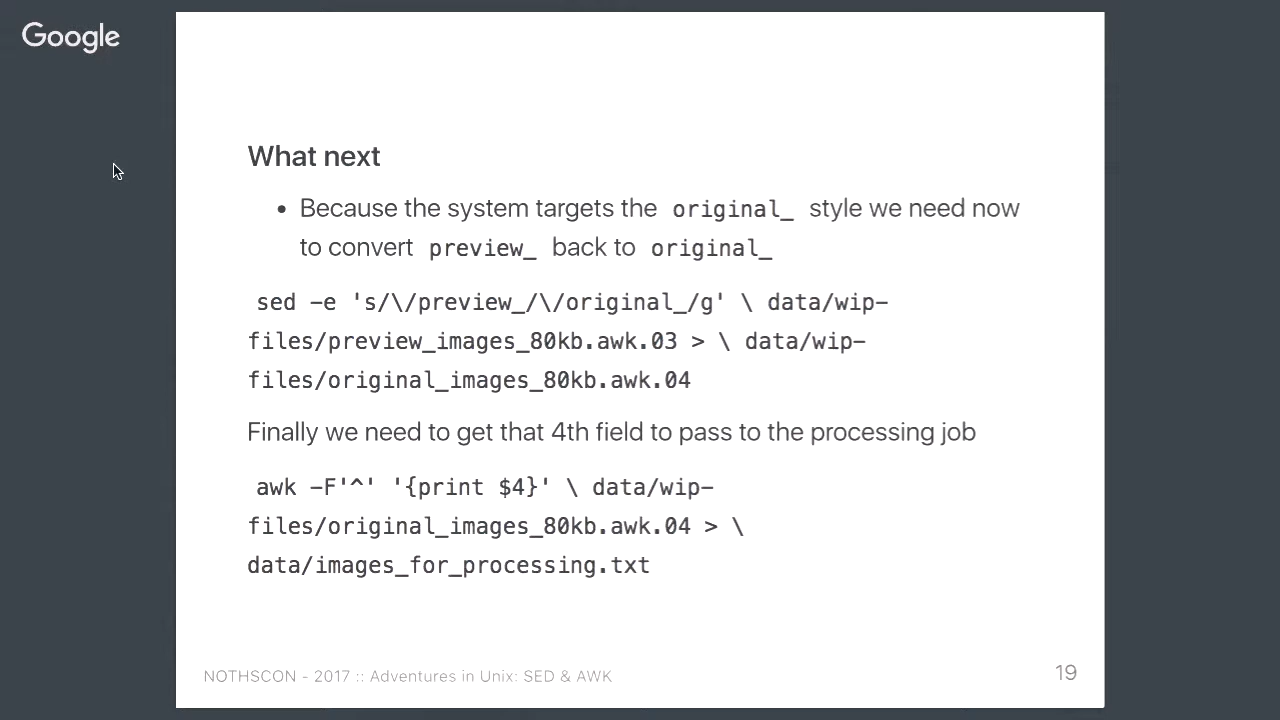 Google
What next
• Because the system targets the original_ style we need now
to convert preview_ back to original_
sed -e 's/\/preview_/\/original_/g' \ data/wip-
files/preview_images_80kb.awk.03 > \ data/wip-
files/original_images_80kb.awk.04
Finally we need to get that 4th field to pass to the processing job
awk -F'^' '{print $4}' \ data/wip-
files/original_images_80kb.awk.04 > \
data/images_for_processing.txt
NOTHSCON - 2017 :: Adventures in Unix: SED & AWK
19